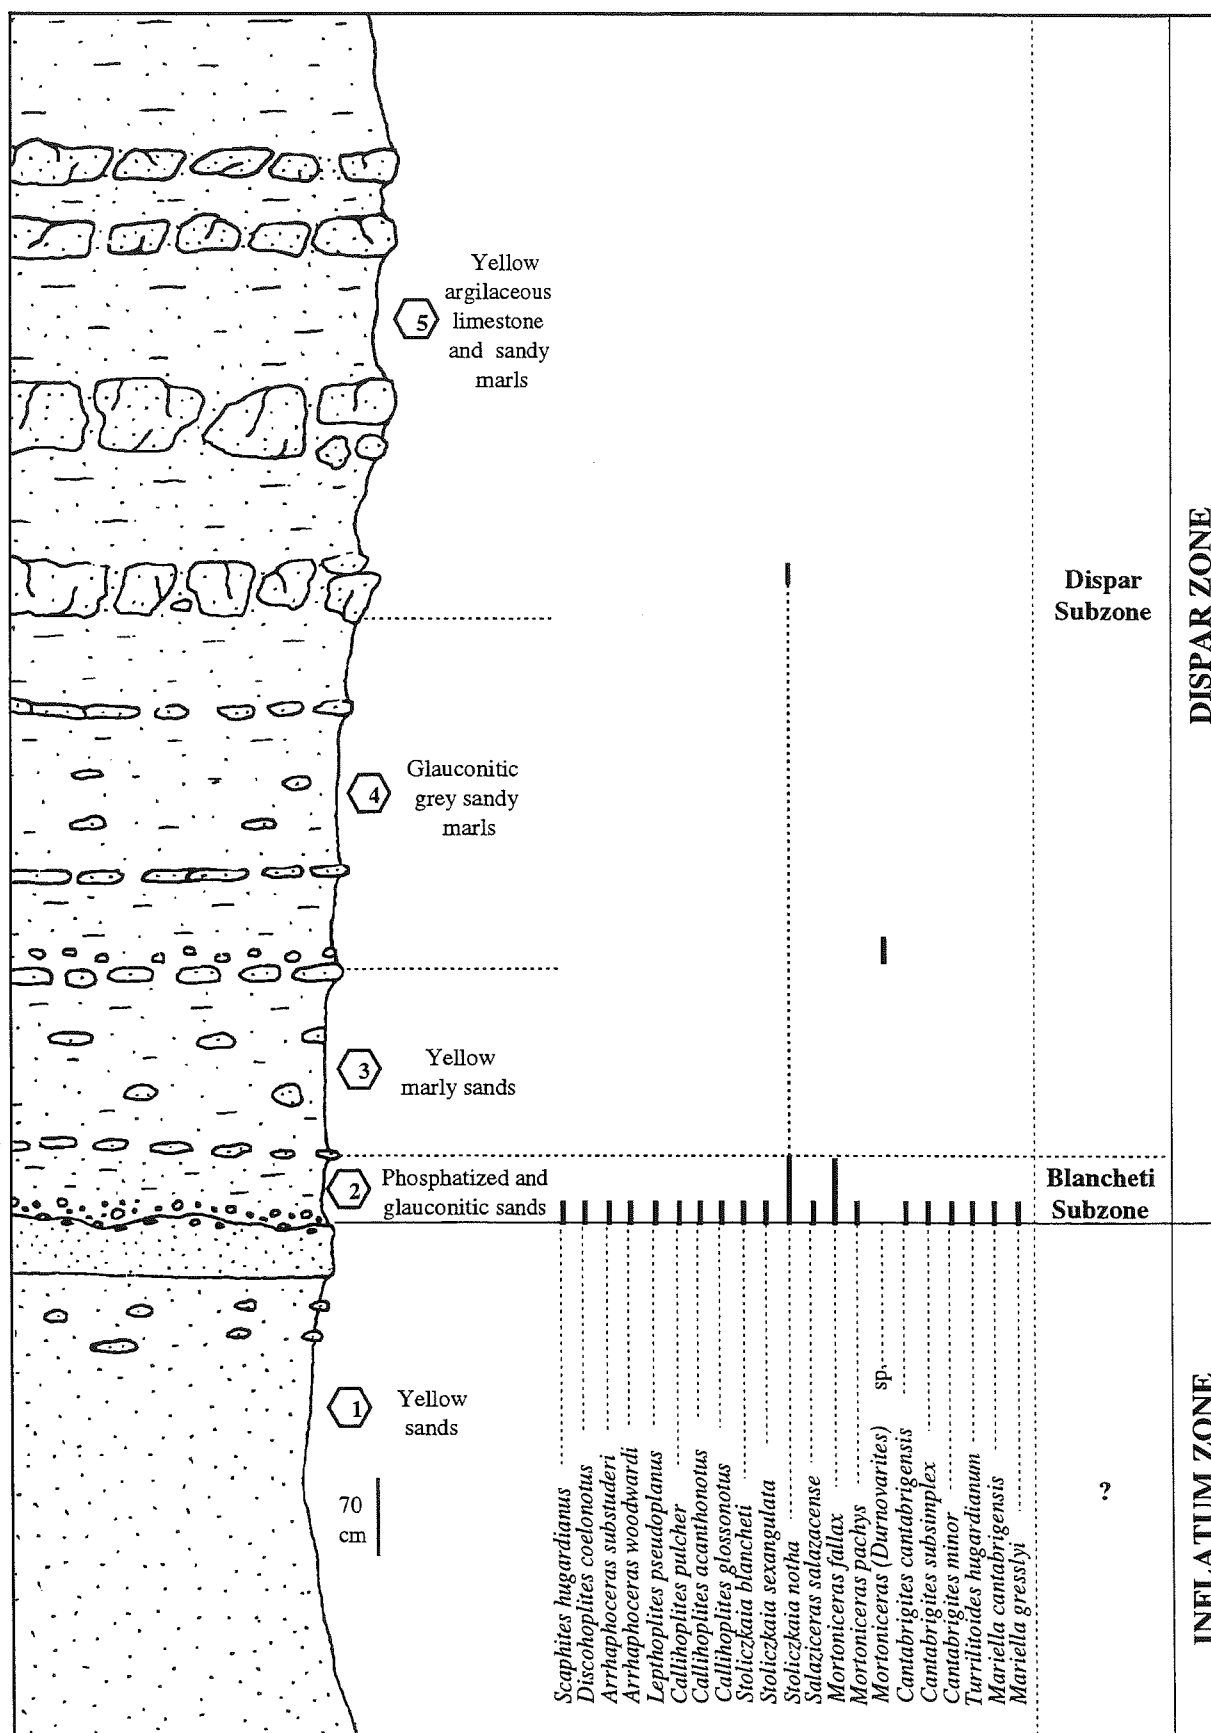 Yellow
argilaceous
limestone
and sandy
marls
5
Dispar
Subzone
DISPAR ZONE
Glauconitic
grey sandy
marls
4
Yellow
marly sands
3
Phosphatized and
glauconitic sands
2
Blancheti
Subzone
Yellow
sands
1
70
cm
Scaphites hugardianus
Discohoplites coelonotus
Arrhaphoceras substuderi
Arrhaphoceras woodwardi
Lepthoplites pseudoplanus
Callihoplites pulcher
Callihoplites acanthonotus
Callihoplites glossonotus
Stoliczkaia blancheti
Stoliczkaia sexangulata
Stoliczkaia notha
Salaziceras salazacense
Mortoniceras fallax
Mortoniceras pachys
Mortoniceras (Durnovarites) sp.
Cantabrigites cantabrigensis
Cantabrigites subsimplex
Cantabrigites minor
Turrilitoides hugardianum
Mariella cantabrigensis
Mariella gresslyi
?
INFLATUM ZONE